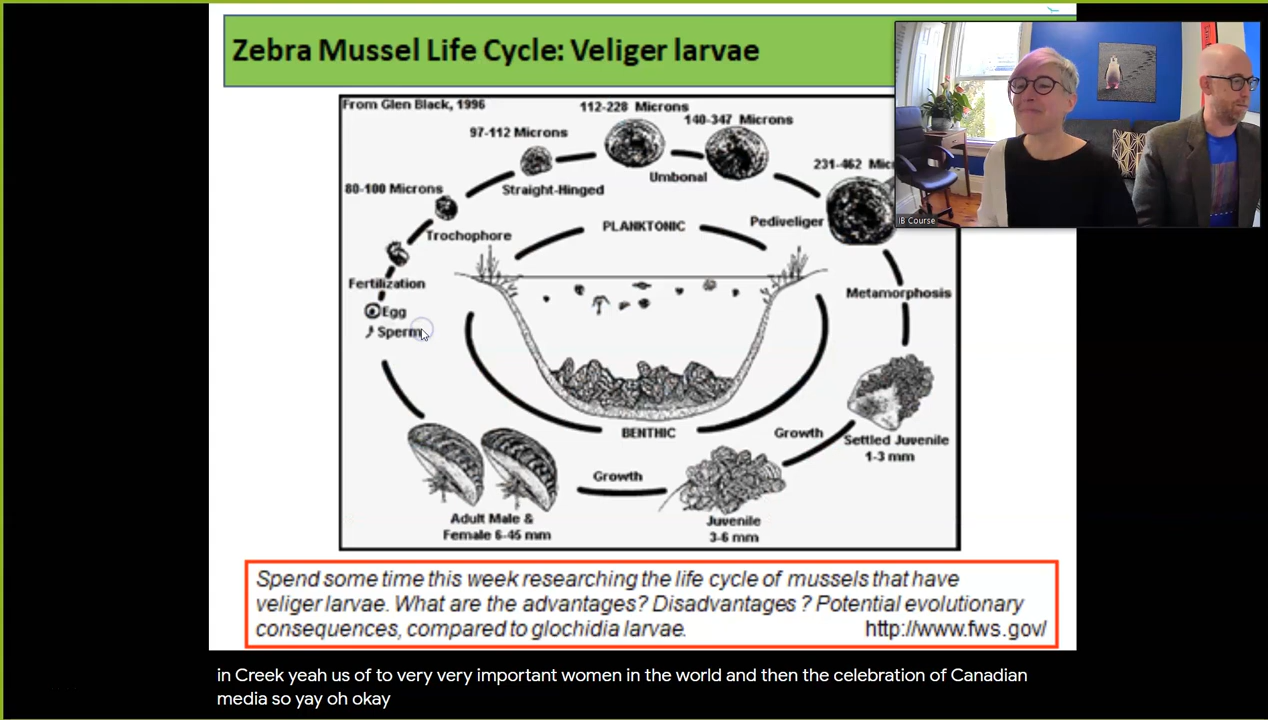 Zebra Mussel Life Cycle: Veliger larvae
From Glen Black, 1996
112-228 Microns
140-347 Microns
97-112 Microns
231-462
80-100 Microns
Straight-Hinged
Umbonal
Pediveliger
IB Course
Trochophore
PLANKTONIC
Fertilization
Egg
Sperm
Metamorphosis
BENTHIC
Growth
Settled Juvenile
1-3 mm
Growth
Adult Male &
Female 6-45 mm
Juvenile
3-6 mm
Spend some time this week researching the life cycle of mussels that have
veliger larvae. What are the advantages? Disadvantages ? Potential evolutionary
consequences, compared to glochidia larvae.
http://www.fws.gov/
in Creek yeah us of to very very important women in the world and then the celebration of Canadian
media so yay oh okay